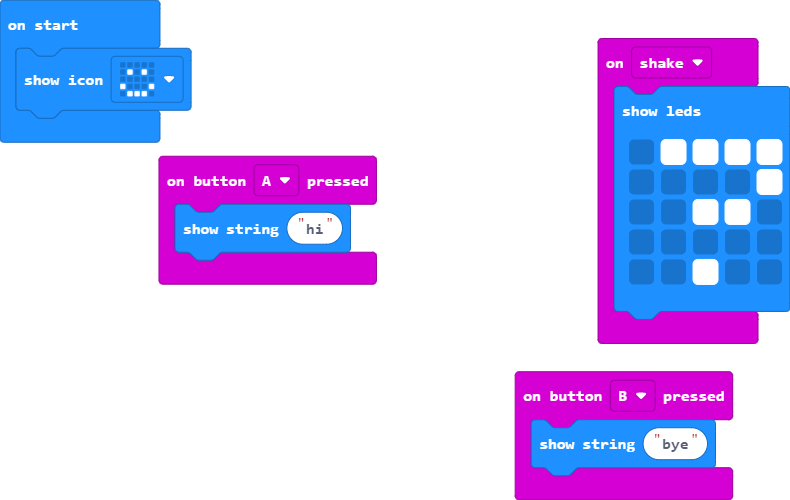 on start
show icon
on button A pressed
show string "hi"
on shake
show leds
on button B pressed
show string "bye"